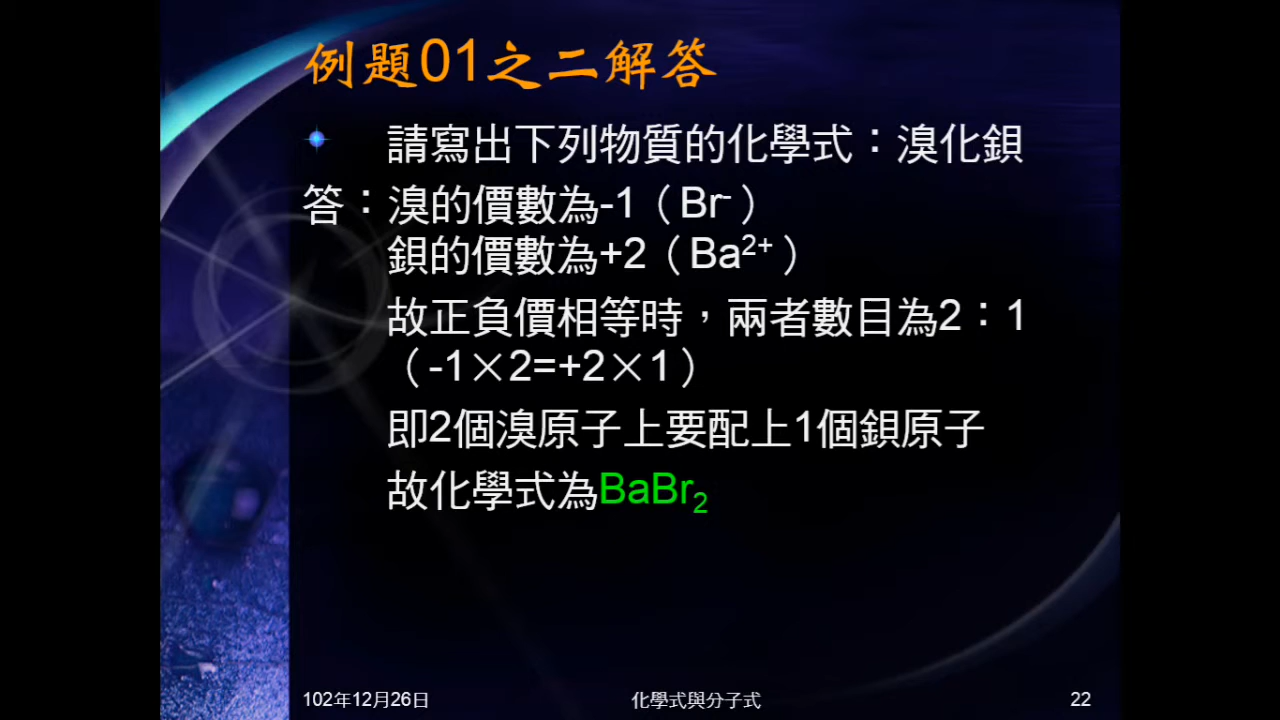 例題01之二解答
請寫出下列物質的化學式：溴化鋇
答：溴的價數為-1（Br⁻）
鋇的價數為+2（Ba²⁺）
故正負價相等時，兩者數目為2：1
（-1×2=+2×1）
即2個溴原子上要配上1個鋇原子
故化學式為BaBr₂
102年12月26日
化學式與分子式
22